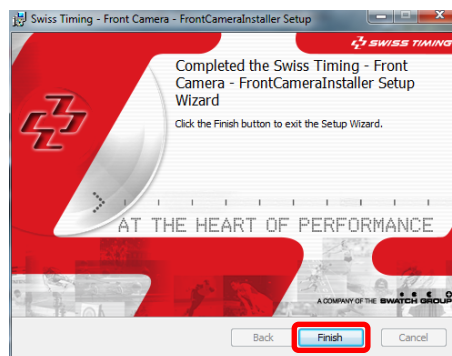 Swiss Timing - Front Camera - FrontCameraInstaller Setup
SWISS TIMING
Completed the Swiss Timing - Front
Camera - FrontCameraInstaller Setup
Wizard
Click the Finish button to exit the Setup Wizard.
AT THE HEART OF PERFORMANCE
A COMPANY OF THE SWATCH GROUP
Back
Finish
Cancel